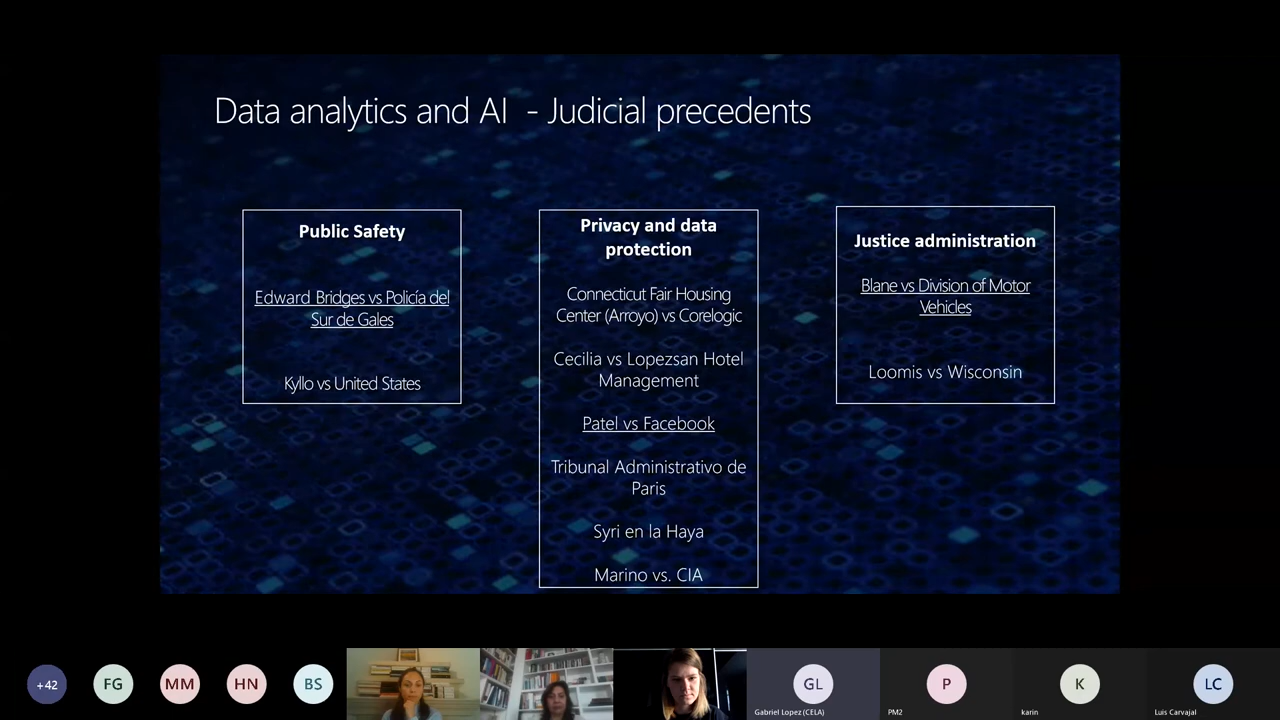 Data analytics and AI - Judicial precedents
Public Safety
Edward Bridges vs Policía del
Sur de Gales
Kyllo vs United States
Privacy and data
protection
Connecticut Fair Housing
Center (Arroyo) vs Corelogic
Cecilia vs Lopezsan Hotel
Management
Patel vs Facebook
Tribunal Administrativo de
Paris
Syri en la Haya
Marino vs. CIA
Justice administration
Blane vs Division of Motor
Vehicles
Loomis vs Wisconsin
+42
FG
MM
HN
BS
GL
Gabriel Lopez (CELA)
P
PM2
K
karin
LC
Luis Carvajal